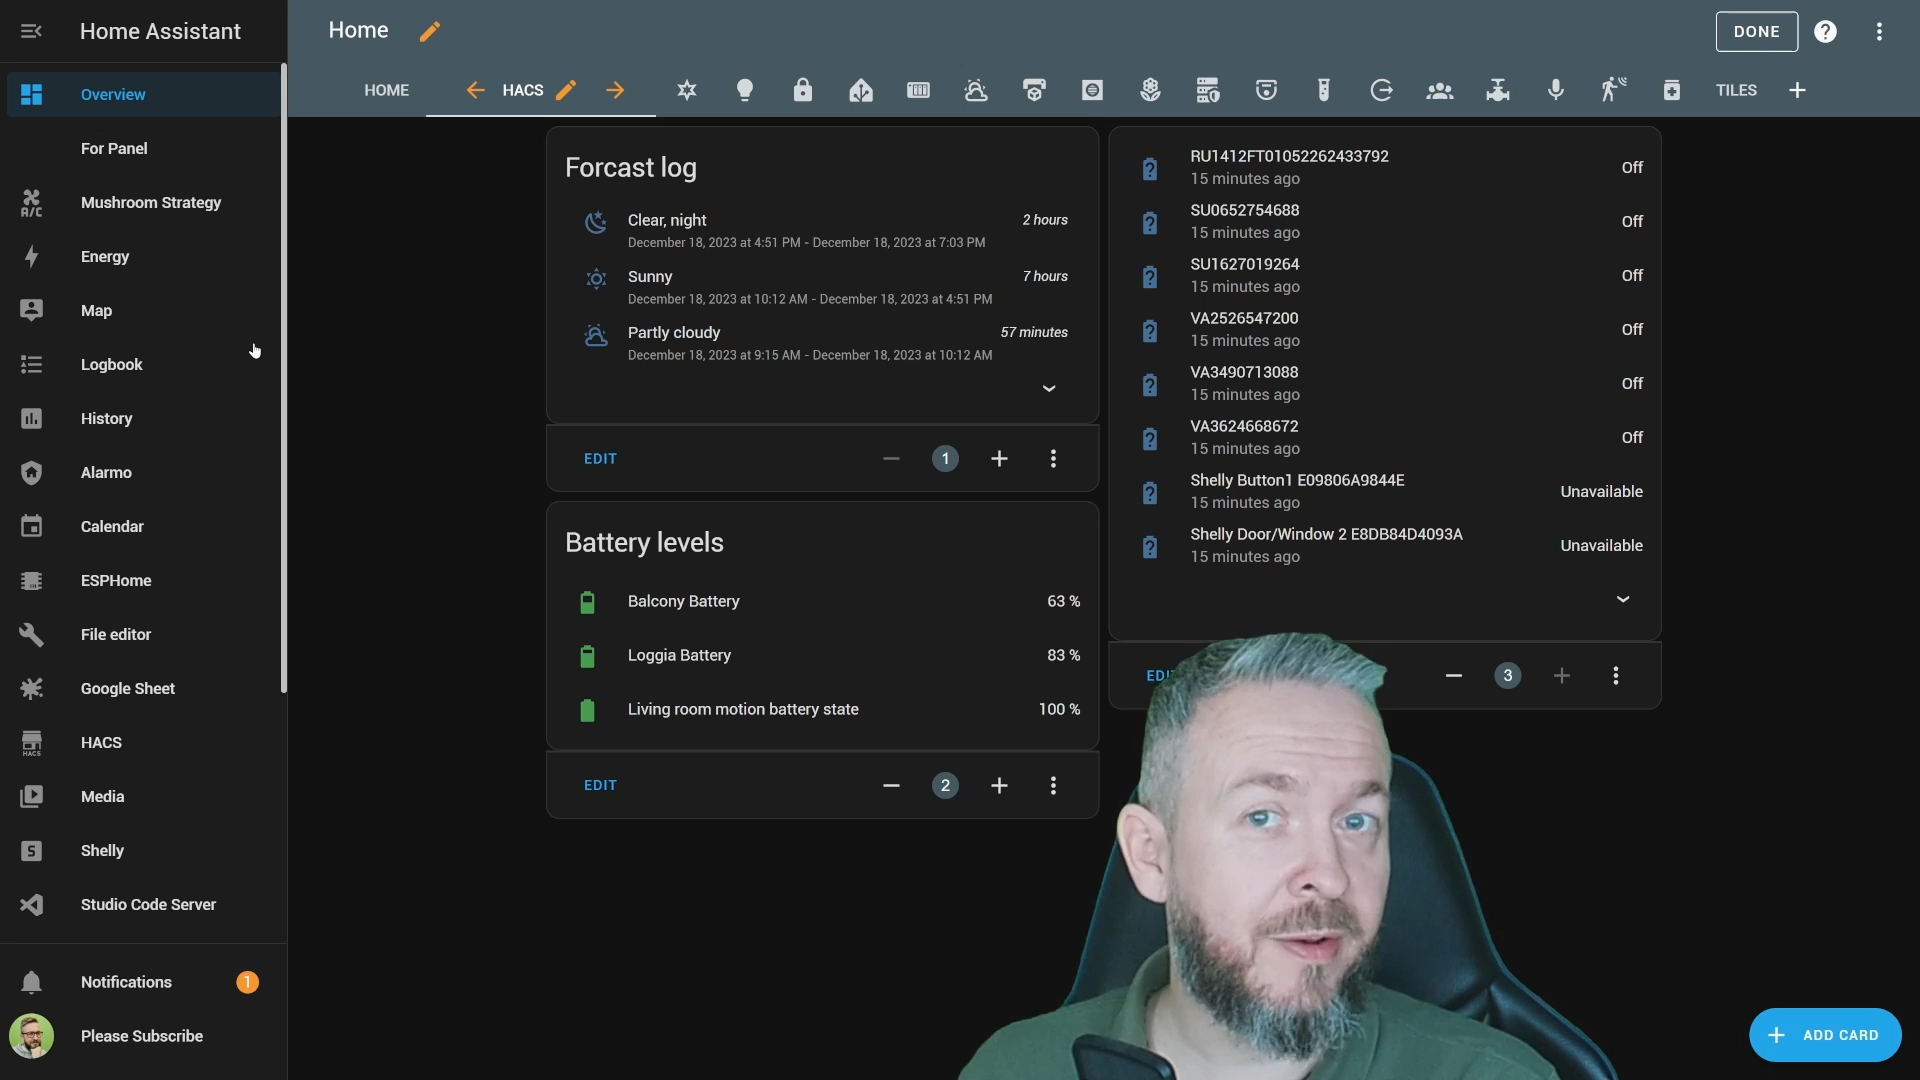 Home Assistant
Home
DONE
HOME
HACS
TILES
Overview
For Panel
A/C
Mushroom Strategy
Energy
Map
Logbook
History
Alarmo
Calendar
ESPHome
File editor
Google Sheet
HACS
HACS
Media
S
Shelly
Studio Code Server
Notifications
1
Please Subscribe
Forcast log
Clear, night
2 hours
December 18, 2023 at 4:51 PM - December 18, 2023 at 7:03 PM
Sunny
7 hours
December 18, 2023 at 10:12 AM - December 18, 2023 at 4:51 PM
Partly cloudy
57 minutes
December 18, 2023 at 9:15 AM - December 18, 2023 at 10:12 AM
EDIT
1
Battery levels
Balcony Battery
63 %
Loggia Battery
83 %
Living room motion battery state
100 %
EDIT
2
RU1412FT01052262433792
15 minutes ago
Off
SU0652754688
15 minutes ago
Off
SU1627019264
15 minutes ago
Off
VA2526547200
15 minutes ago
Off
VA3490713088
15 minutes ago
Off
VA3624668672
15 minutes ago
Off
Shelly Button1 E09806A9844E
15 minutes ago
Unavailable
Shelly Door/Window 2 E8DB84D4093A
15 minutes ago
Unavailable
3
ADD CARD